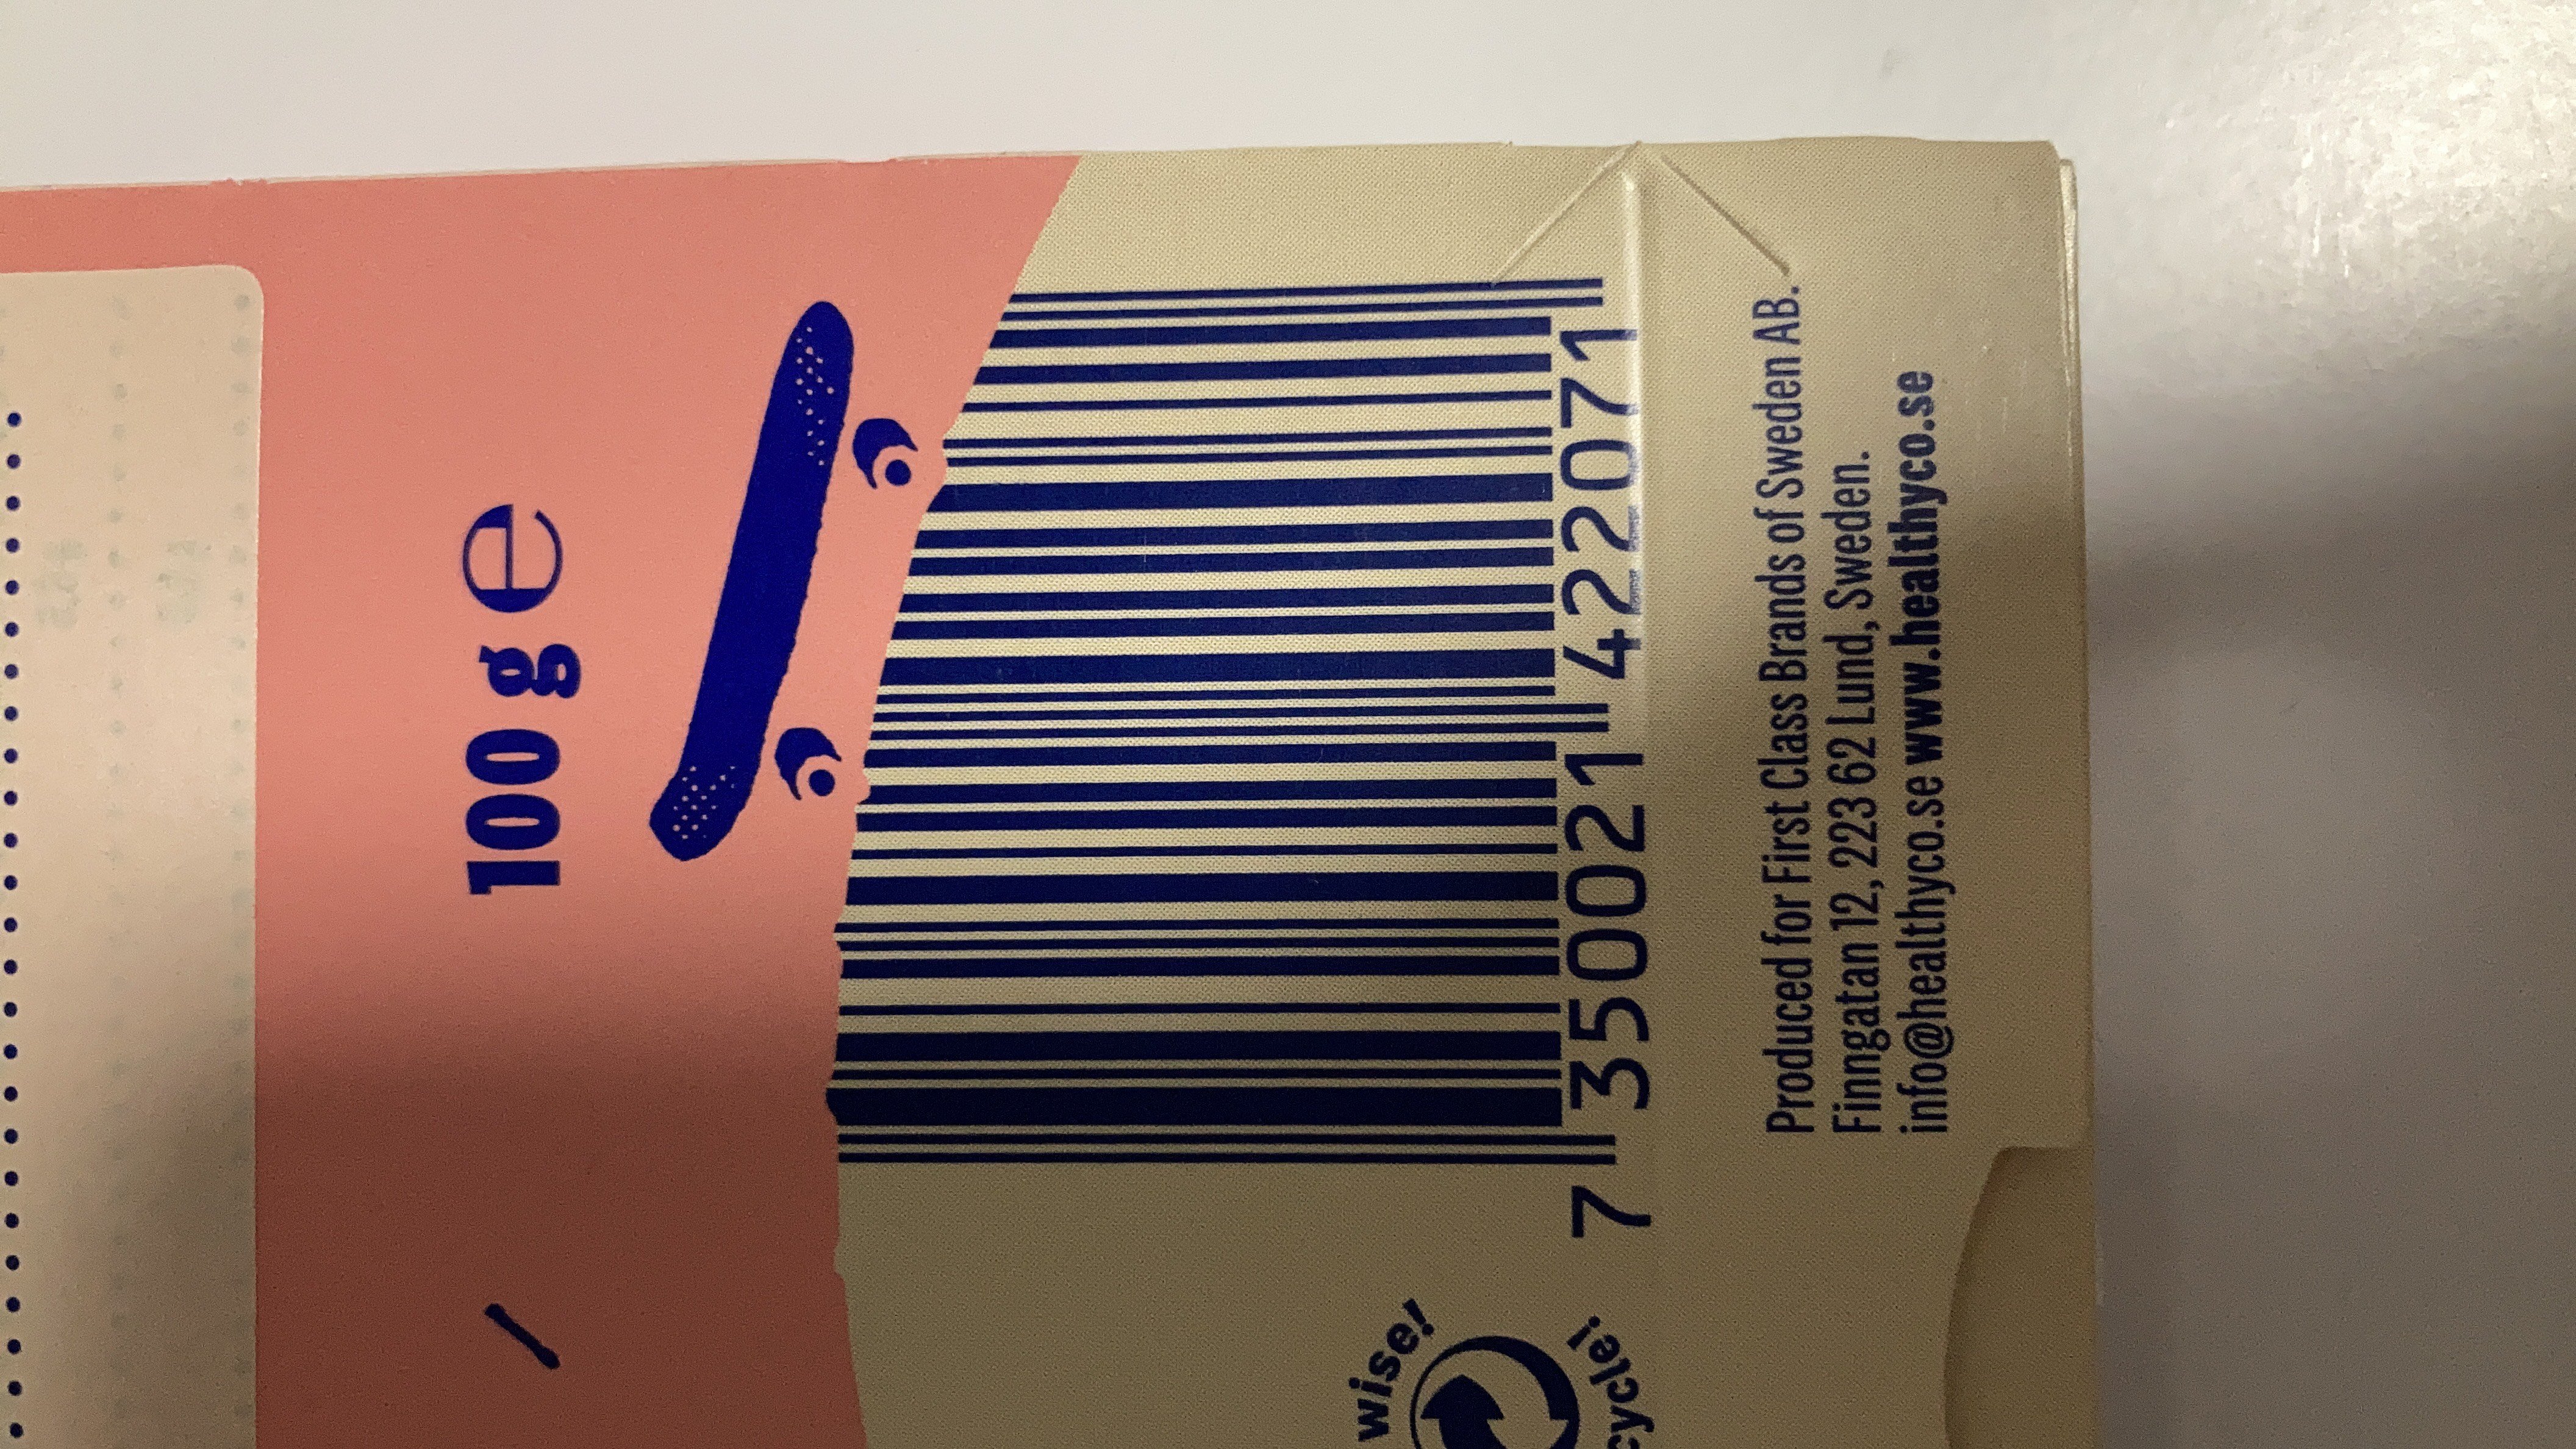 100 g e
7 350021 422071
Produced for First Class Brands of Sweden AB.
Finngatan 12, 223 62 Lund, Sweden.
info@healthyco.se www.healthyco.se
wise!
cycle!